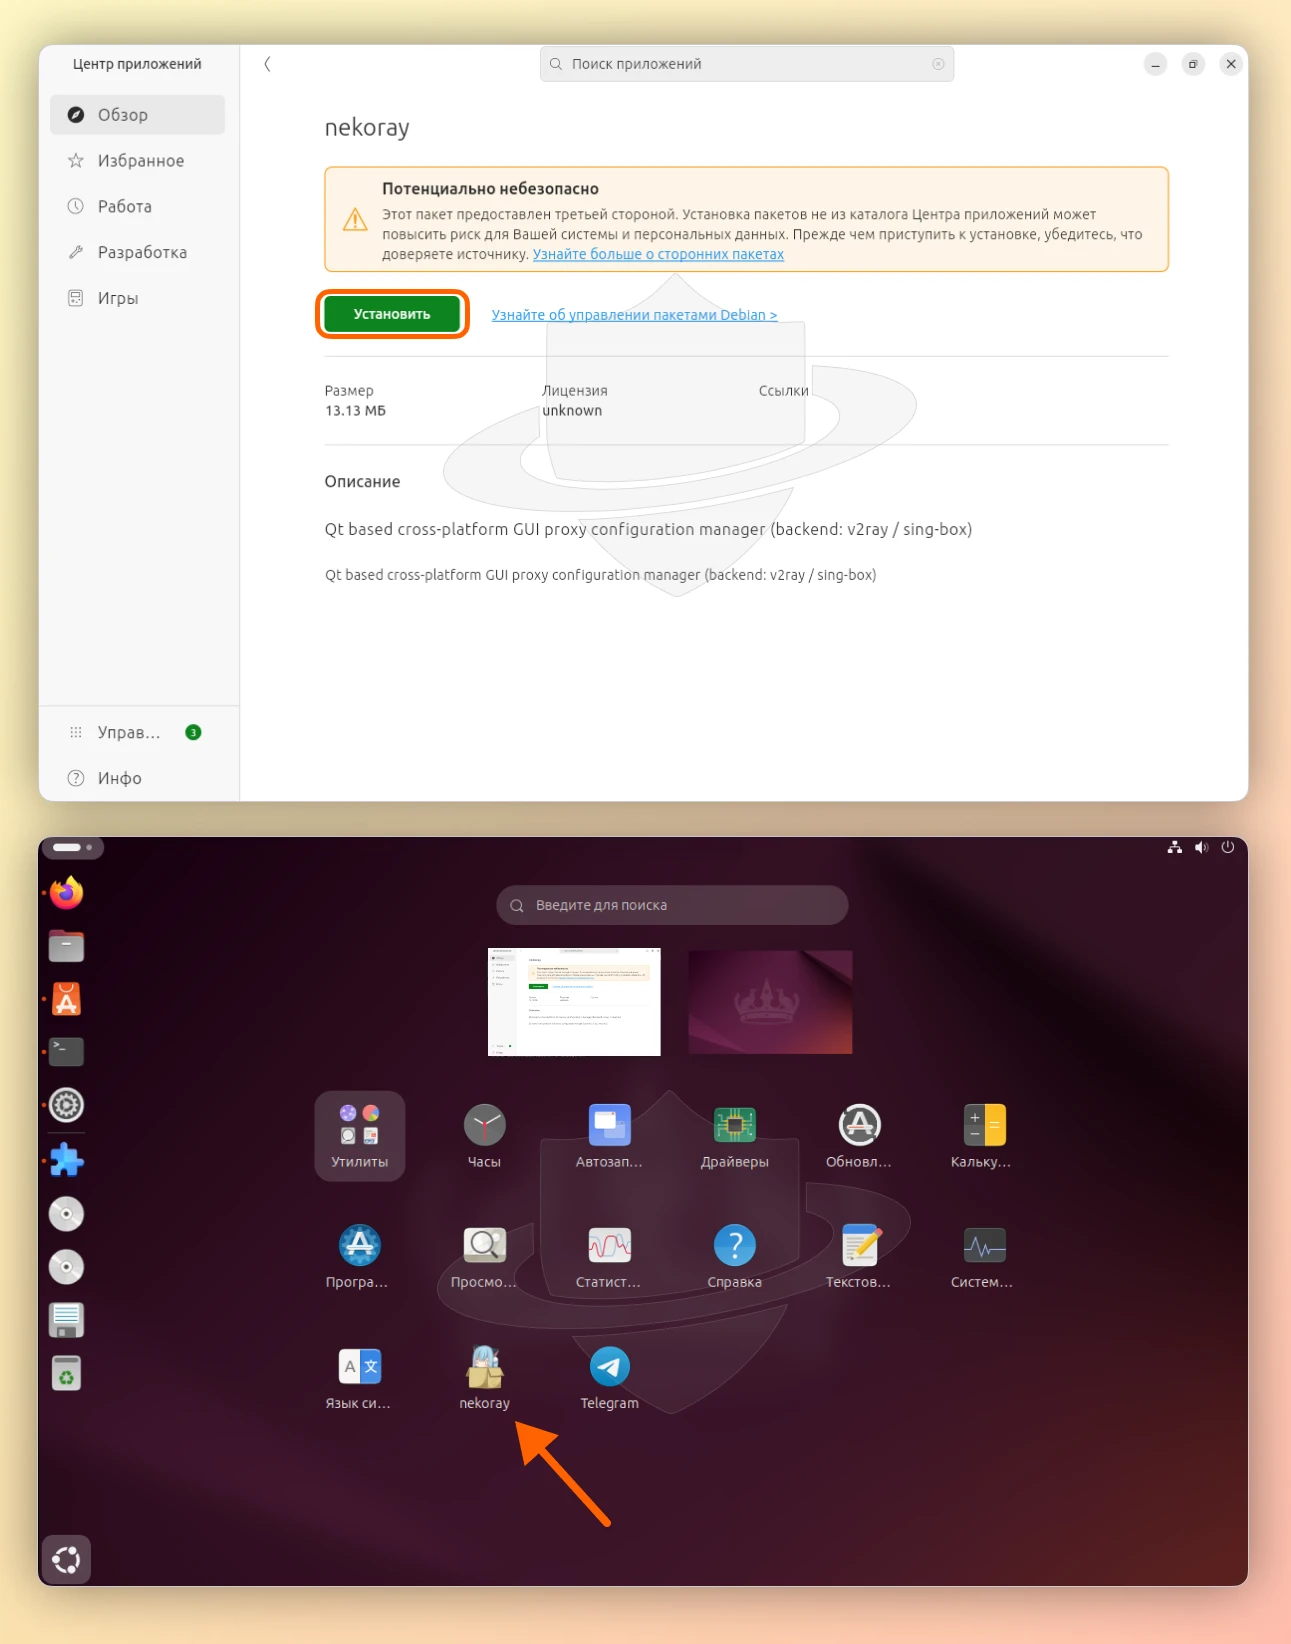 Центр приложений
Поиск приложений
Обзор
Избранное
Работа
Разработка
Игры
Управ...
3
Инфо
nekoray
Потенциально небезопасно
Этот пакет предоставлен третьей стороной. Установка пакетов не из каталога Центра приложений может
повысить риск для Вашей системы и персональных данных. Прежде чем приступить к установке, убедитесь, что
доверяете источнику. Узнайте больше о сторонних пакетах
Установить
Узнайте об управлении пакетами Debian >
Размер
13.13 МБ
Лицензия
unknown
Ссылки
Описание
Qt based cross-platform GUI proxy configuration manager (backend: v2ray / sing-box)
Qt based cross-platform GUI proxy configuration manager (backend: v2ray / sing-box)
Введите для поиска
Утилиты
Часы
Автозап...
Драйверы
Обновл...
Кальку...
Програ...
Просмо...
Статист...
Справка
Текстов...
Систем...
Язык си...
nekoray
Telegram